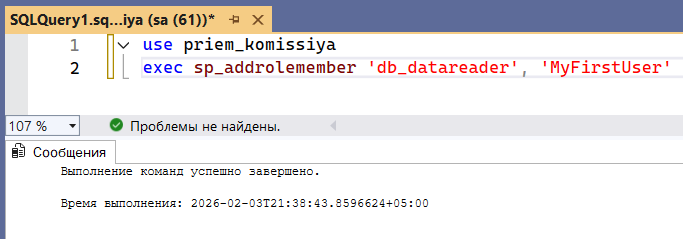 SQLQuery1.sq...iya (sa (61))*
1 use priem_komissiya
2 exec sp_addrolemember 'db_datareader', 'MyFirstUser'
107 % Проблемы не найдены.
Сообщения
Выполнение команд успешно завершено.
Время выполнения: 2026-02-03T21:38:43.8596624+05:00